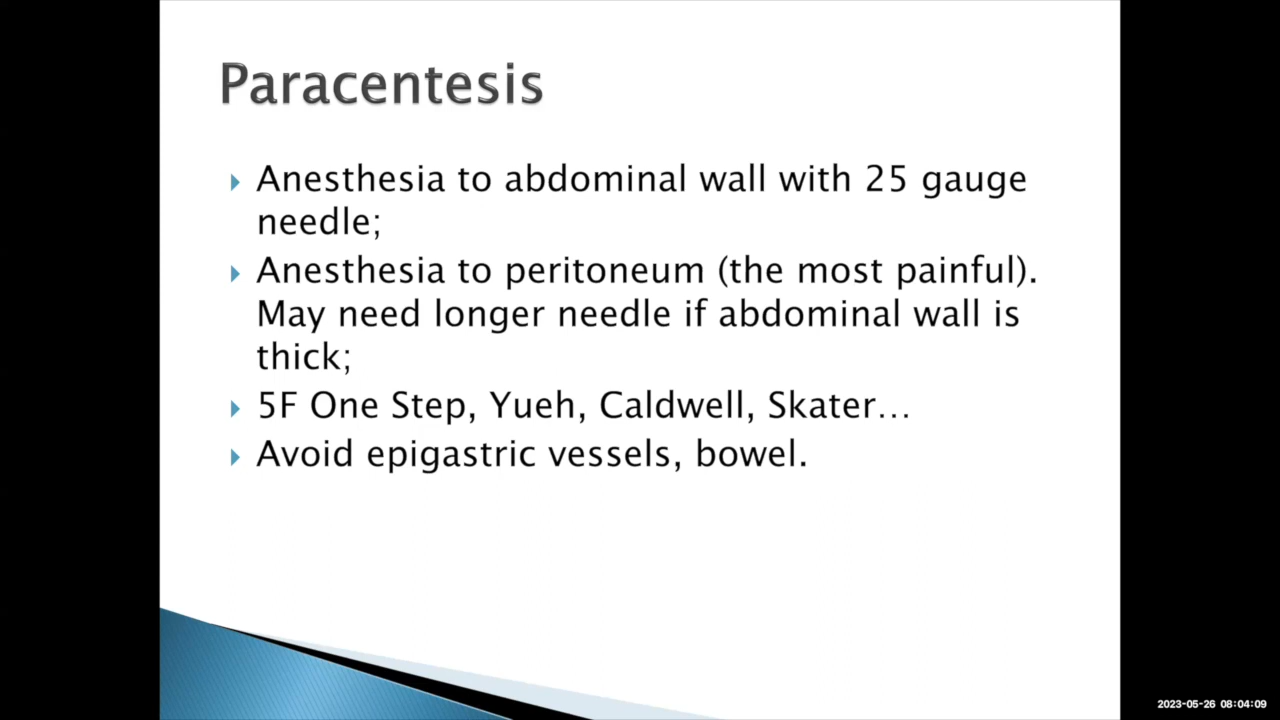 Paracentesis
Anesthesia to abdominal wall with 25 gauge
needle;
Anesthesia to peritoneum (the most painful).
May need longer needle if abdominal wall is
thick;
5F One Step, Yueh, Caldwell, Skater...
Avoid epigastric vessels, bowel.
2023-05-26 08:04:09